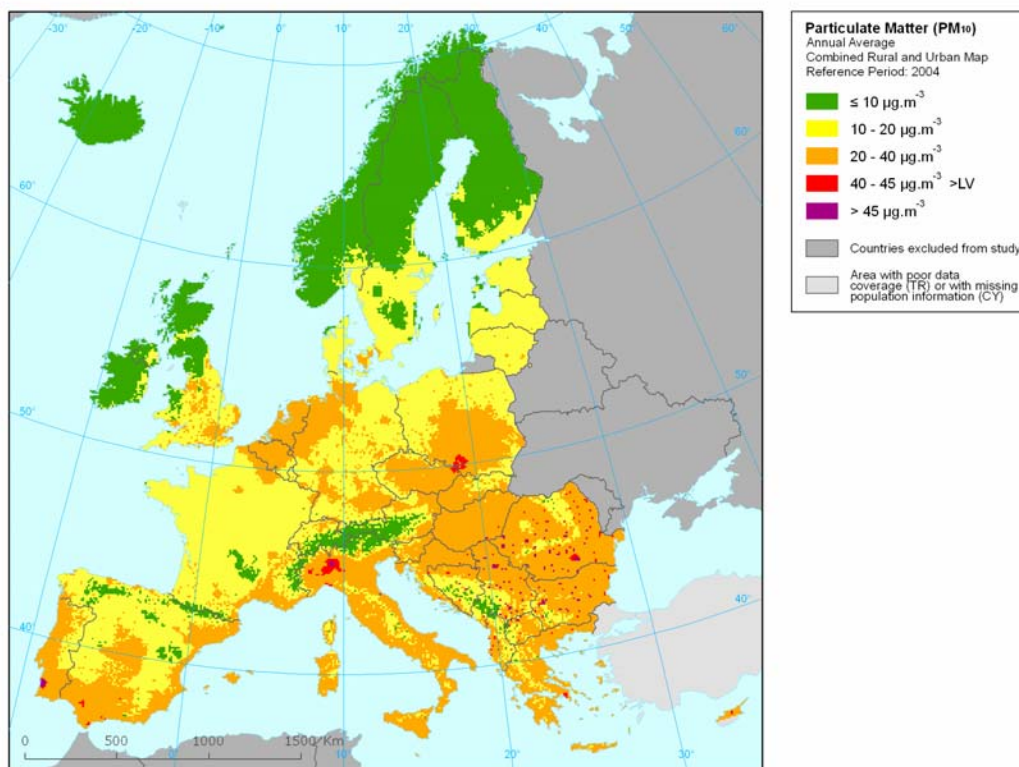 -30° -20° -10° 0° 10° 20° 30° 40° 50° 60° 70°
60°
60°
50°
50°
40°
40°
0 500 1000 1500 Km
0° 10° 20° 30°
Particulate Matter (PM₁₀)
Annual Average
Combined Rural and Urban Map
Reference Period: 2004
≤ 10 µg.m⁻³
10 - 20 µg.m⁻³
20 - 40 µg.m⁻³
40 - 45 µg.m⁻³ >LV
> 45 µg.m⁻³
Countries excluded from study
Area with poor data
coverage (TR) or with missing
population information (CY)